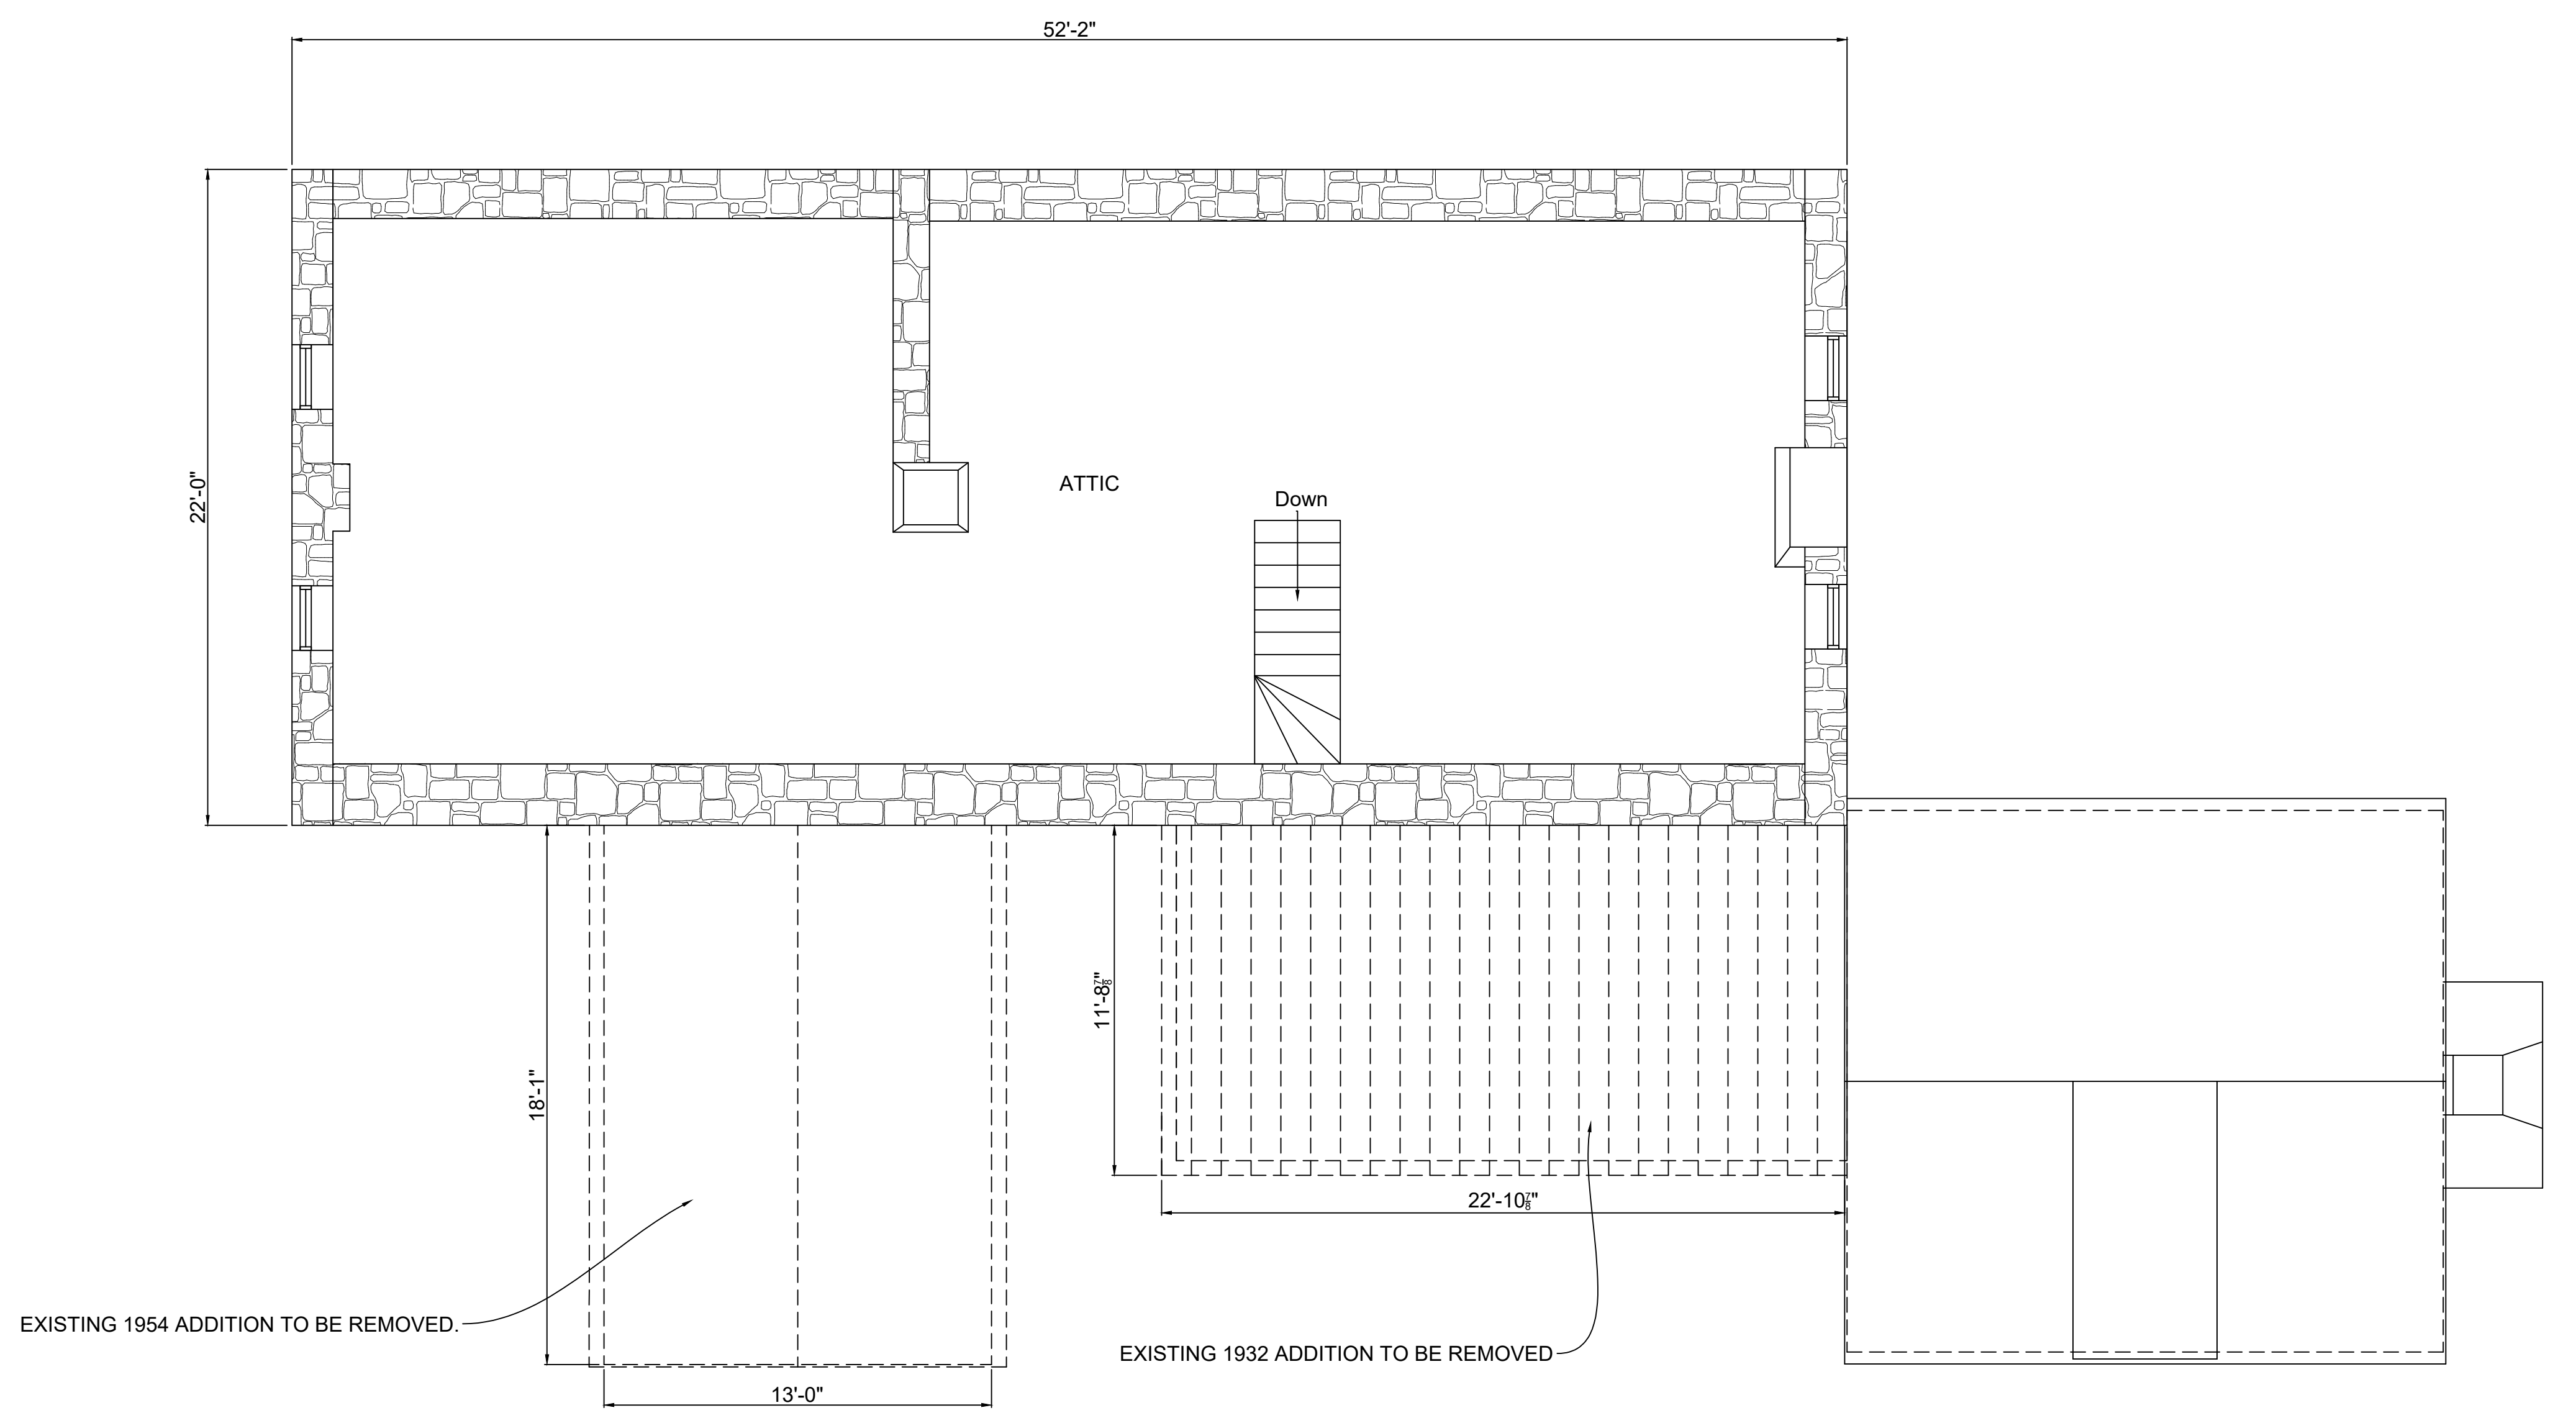 52'-2"
22'-0"
ATTIC
Down
11'-8⅞"
18'-1"
22'-10⅞"
EXISTING 1954 ADDITION TO BE REMOVED.
EXISTING 1932 ADDITION TO BE REMOVED
13'-0"